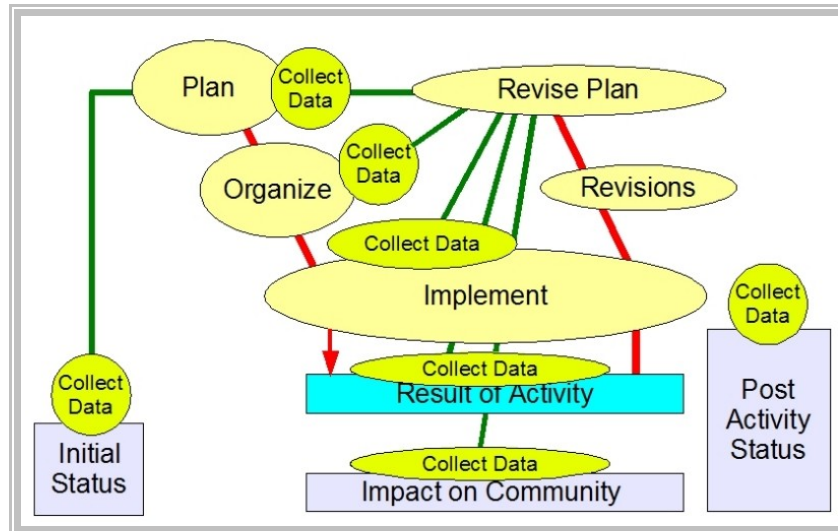 Plan
Collect
Data
Revise Plan
Collect
Data
Organize
Revisions
Collect Data
Implement
Collect
Data
Collect
Data
Collect Data
Result of Activity
Post
Activity
Status
Initial
Status
Collect Data
Impact on Community